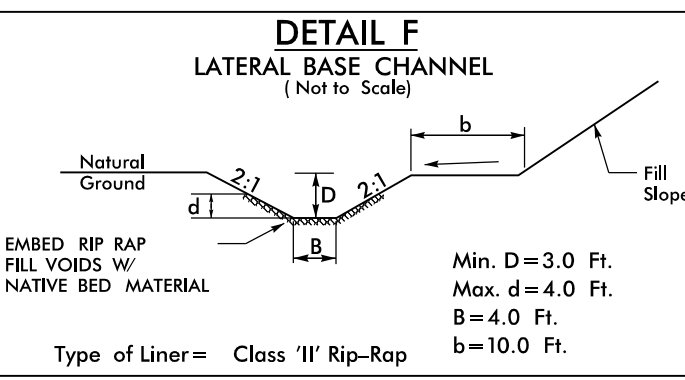 DETAIL F
LATERAL BASE CHANNEL
( Not to Scale)
b
Natural
Ground
2:1
D
2:1
Fill
Slope
d
B
EMBED RIP RAP
FILL VOIDS W/
NATIVE BED MATERIAL
Min. D=3.0 Ft.
Max. d=4.0 Ft.
B=4.0 Ft.
b=10.0 Ft.
Type of Liner= Class 'II' Rip-Rap